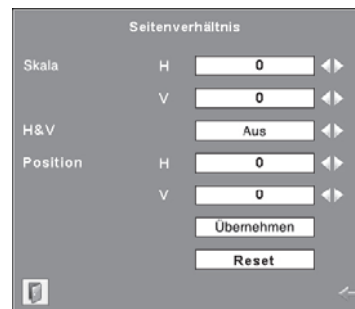 Seitenverhältnis
Skala H 0
V 0
H&V Aus
Position H 0
V 0
Übernehmen
Reset